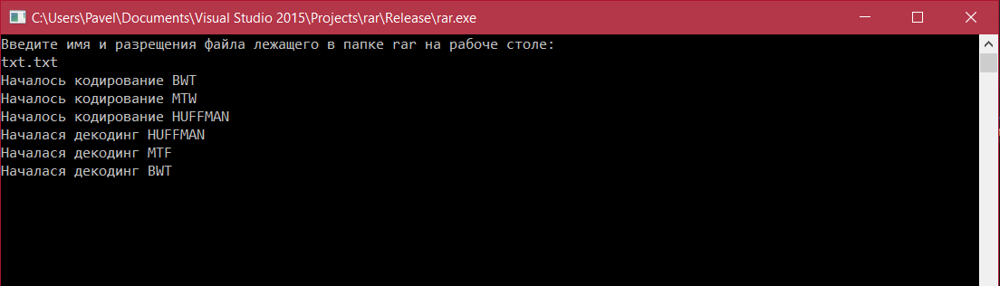 C:\Users\Pavel\Documents\Visual Studio 2015\Projects\rar\Release\rar.exe
Введите имя и разрещения файла лежащего в папке rar на рабоче столе:
txt.txt
Началось кодирование BWT
Началось кодирование MTW
Началось кодирование HUFFMAN
Началася декодинг HUFFMAN
Началася декодинг MTF
Началася декодинг BWT